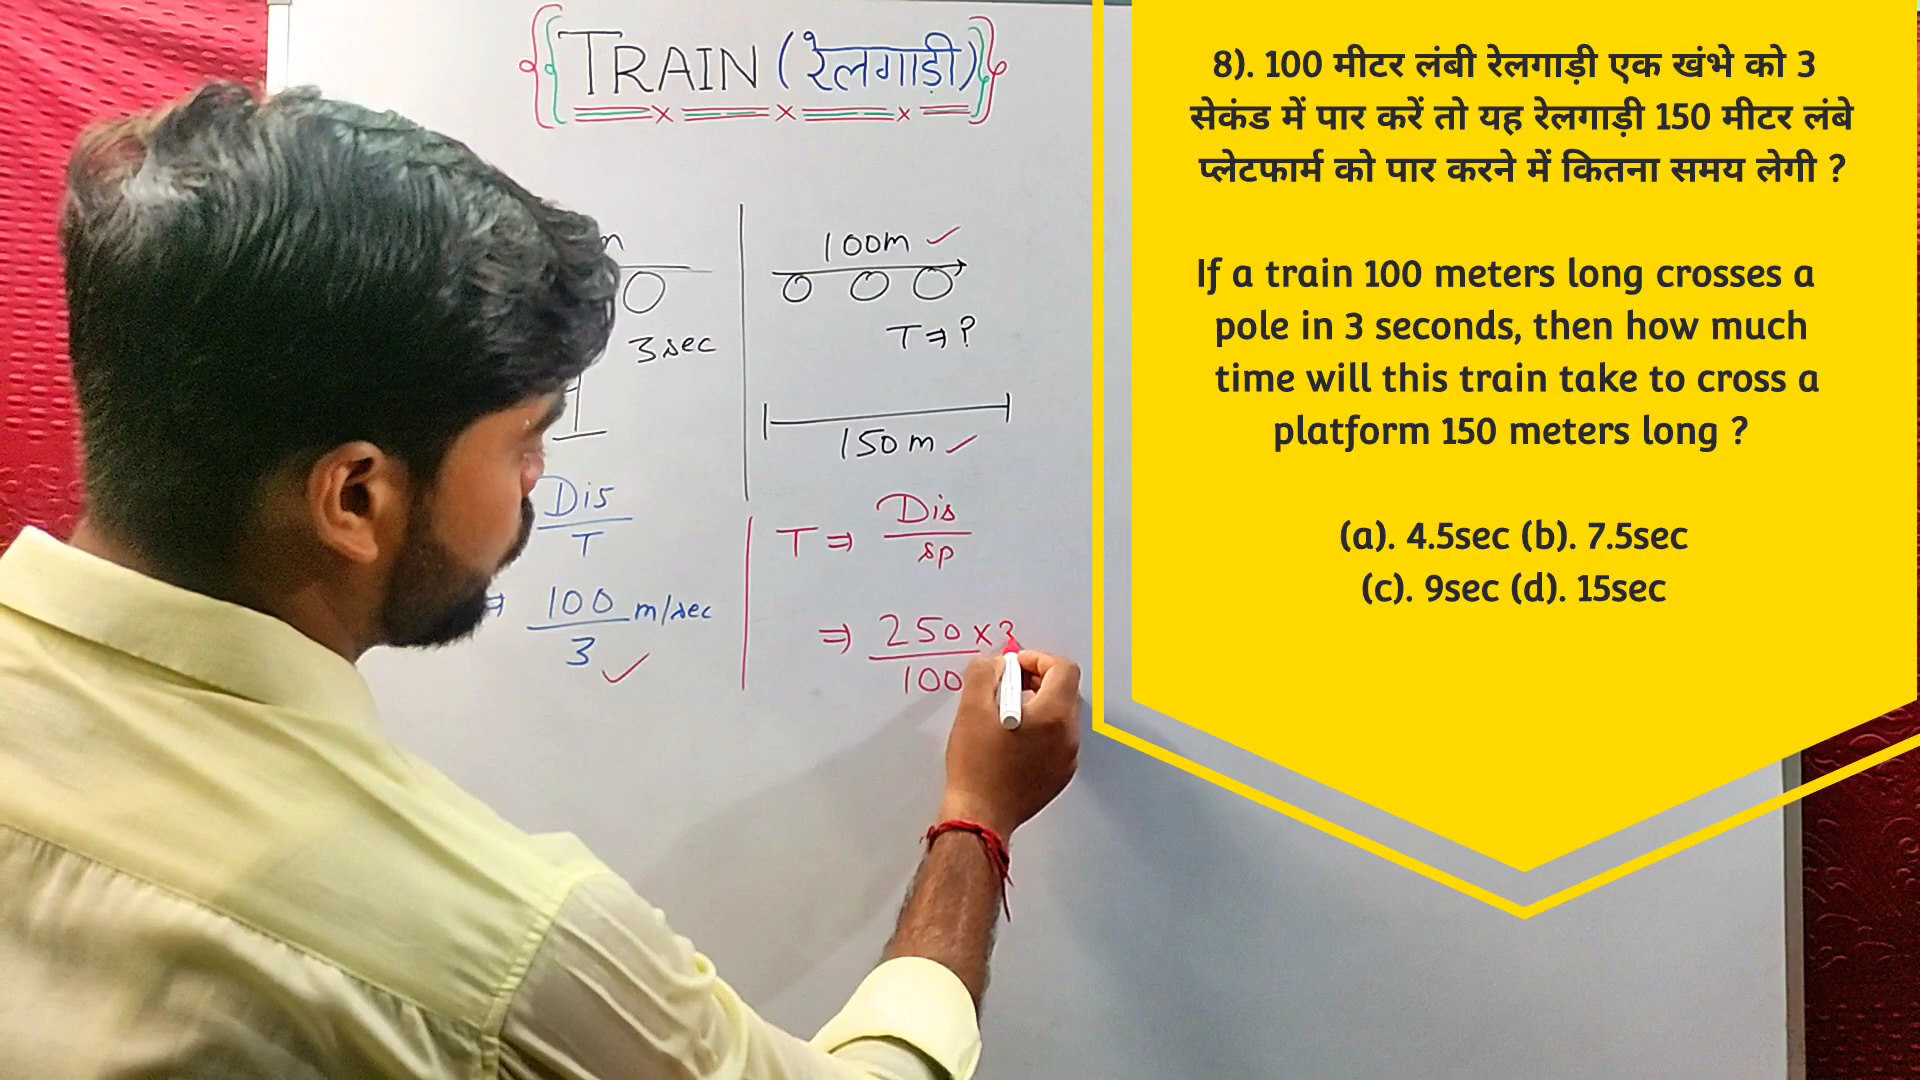 TRAIN (रेलगाड़ी)
3 sec
Dis
T
⇒ 100 m/sec
3
100m
T ⇒ ?
150m
T ⇒ Dis
sp
⇒ 250 × 3
100
8). 100 मीटर लंबी रेलगाड़ी एक खंभे को 3
सेकंड में पार करें तो यह रेलगाड़ी 150 मीटर लंबे
प्लेटफार्म को पार करने में कितना समय लेगी ?
If a train 100 meters long crosses a
pole in 3 seconds, then how much
time will this train take to cross a
platform 150 meters long ?
(a). 4.5sec (b). 7.5sec
(c). 9sec (d). 15sec